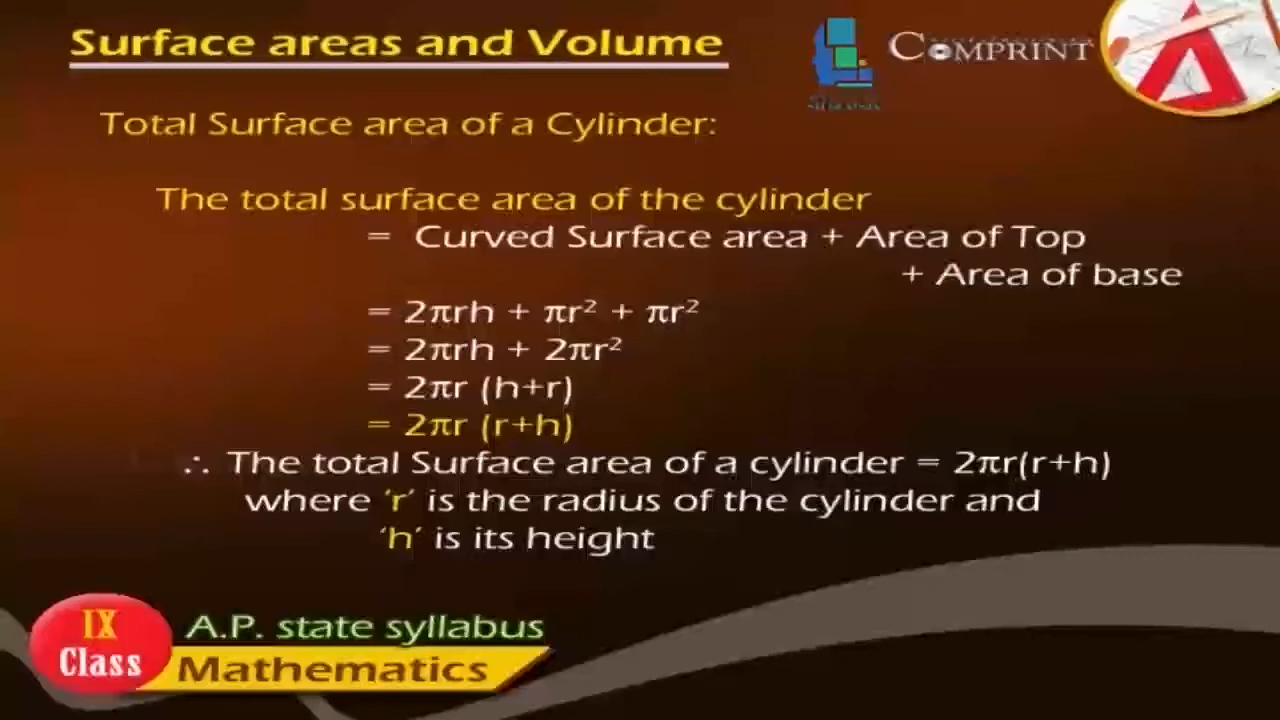 Surface areas and Volume
COMPRINT
Total Surface area of a Cylinder:
The total surface area of the cylinder
= Curved Surface area + Area of Top
+ Area of base
= 2πrh + πr² + πr²
= 2πrh + 2πr²
= 2πr (h+r)
= 2πr (r+h)
∴ The total Surface area of a cylinder = 2πr(r+h)
where ‘r’ is the radius of the cylinder and
‘h’ is its height
IX
Class
A.P. state syllabus
Mathematics